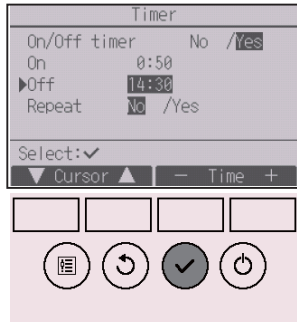 Timer
On/Off timer No /Yes
On 0:50
▶Off 14:30
Repeat No /Yes
Select:✓
▼ Cursor ▲ − Time +